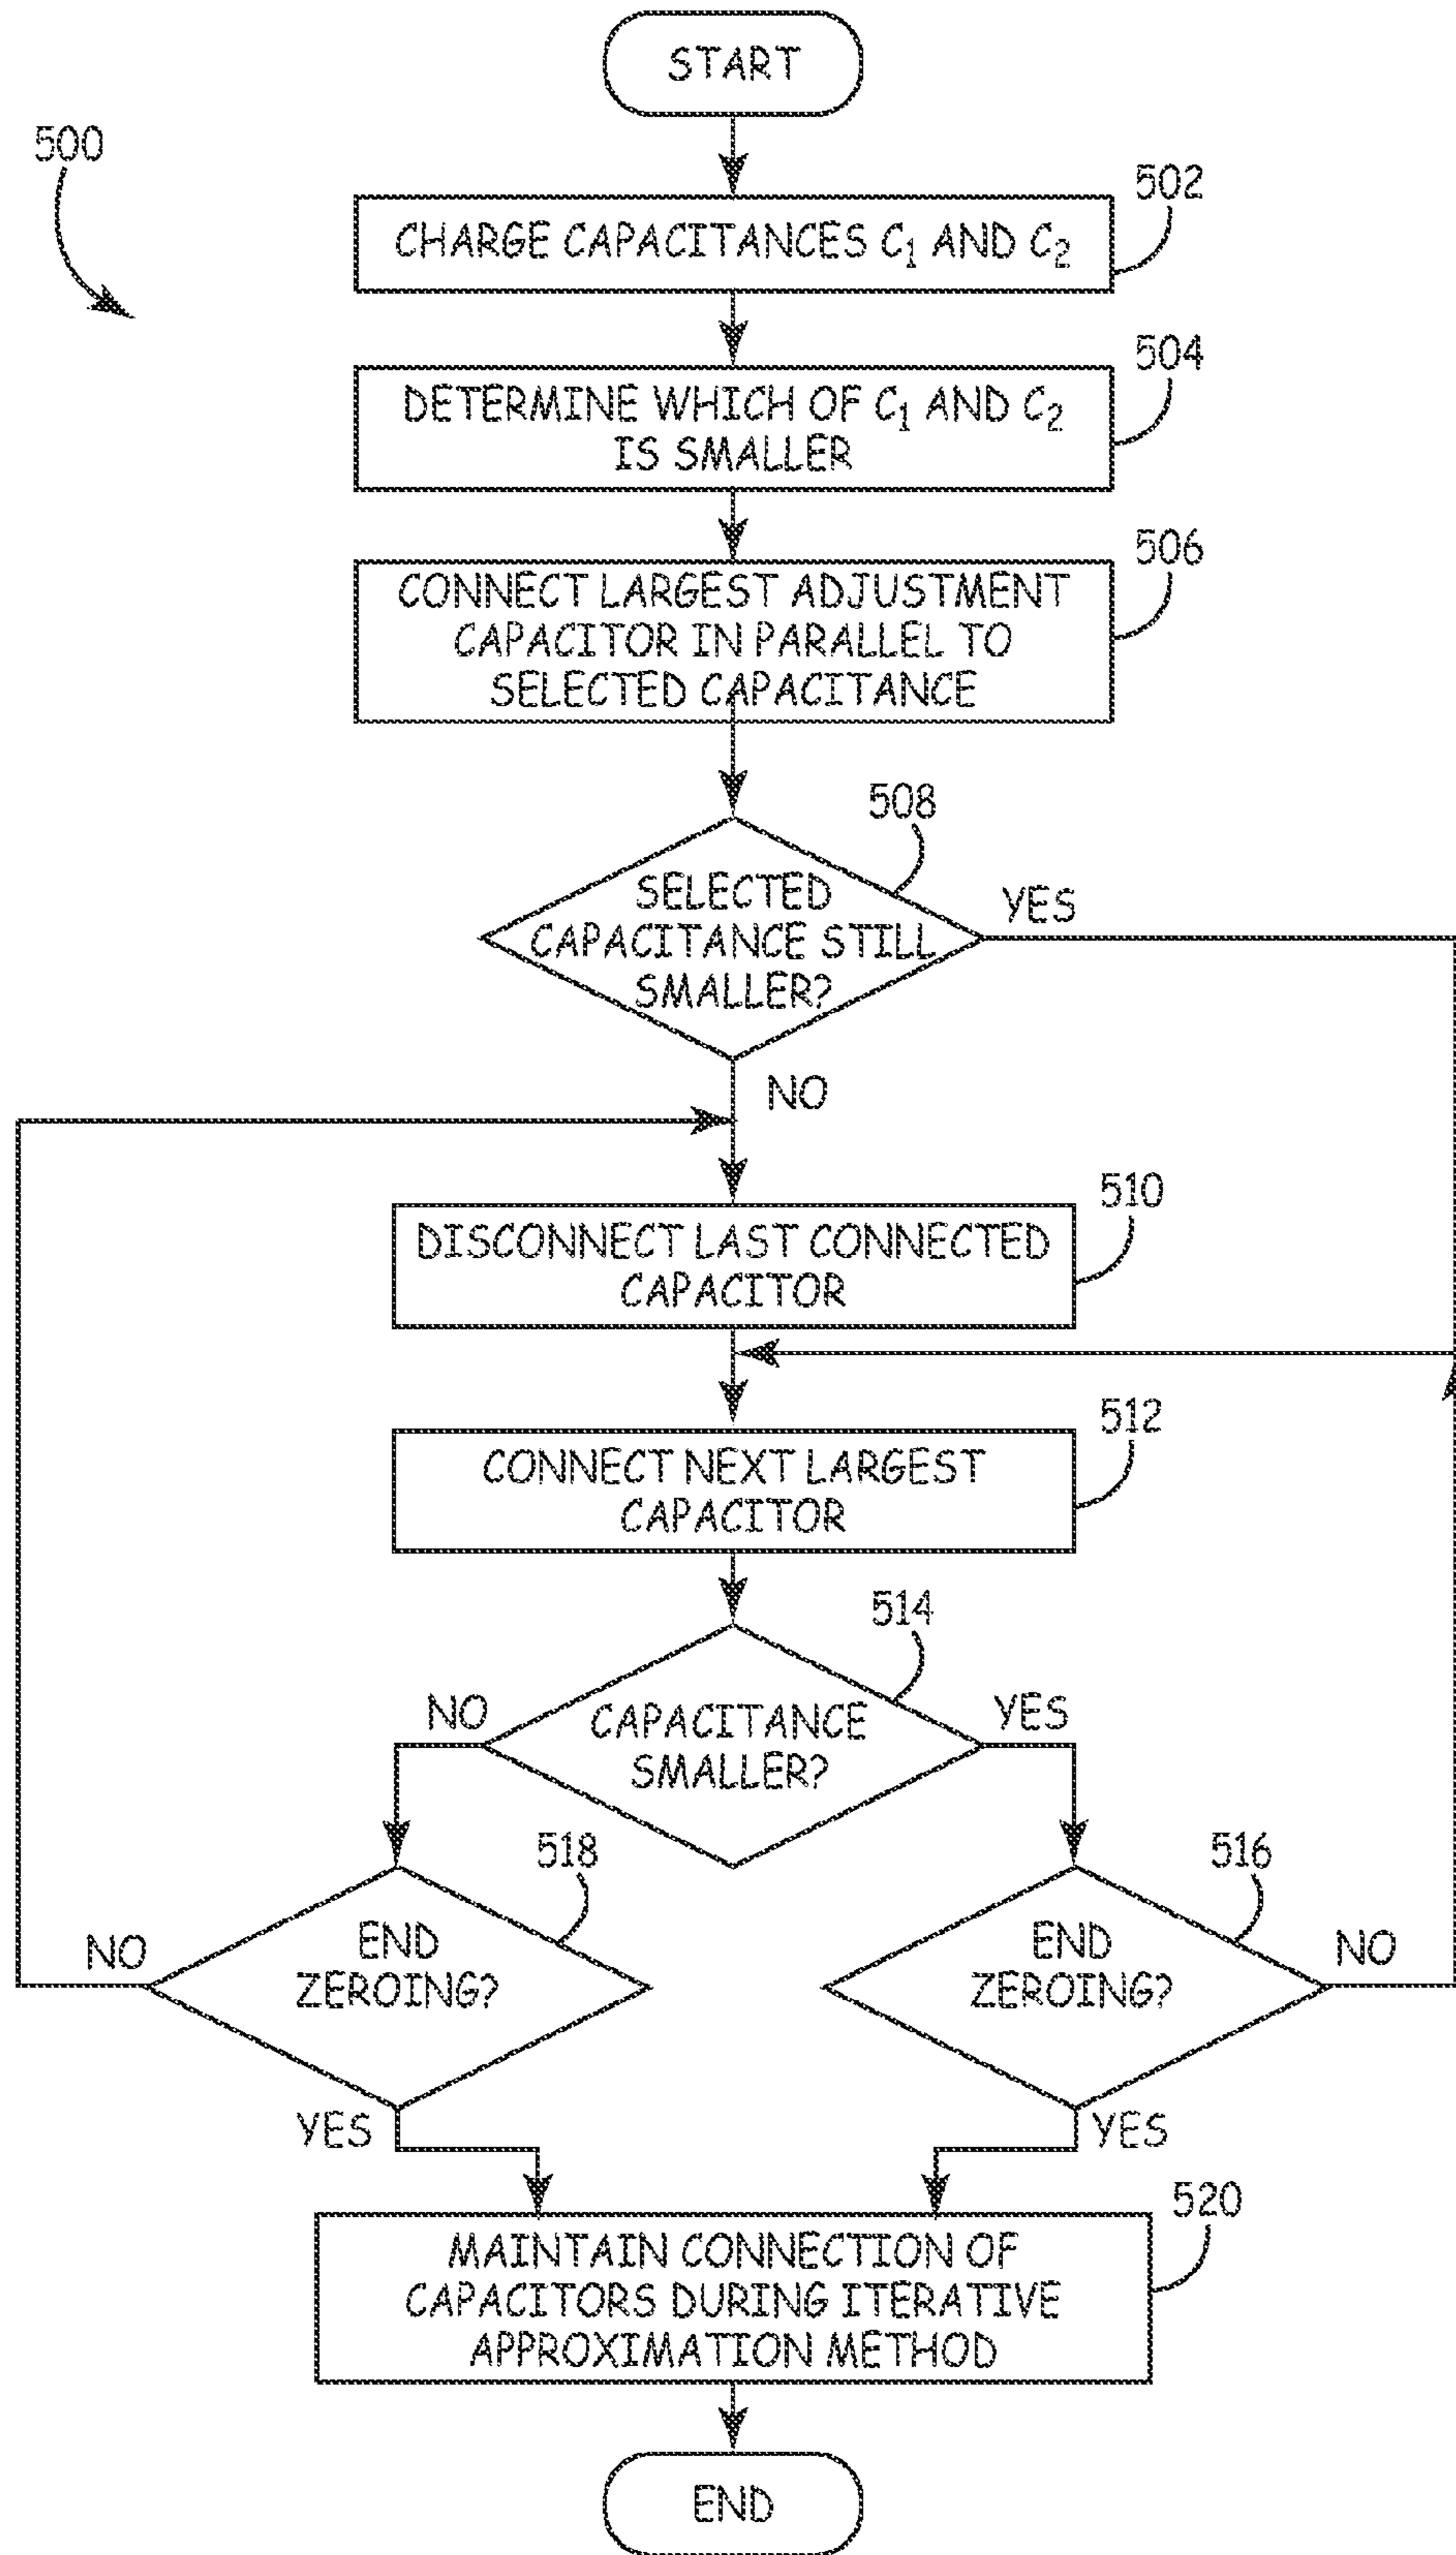 START
500
502
CHARGE CAPACITANCES C1 AND C2
504
DETERMINE WHICH OF C1 AND C2
IS SMALLER
506
CONNECT LARGEST ADJUSTMENT
CAPACITOR IN PARALLEL TO
SELECTED CAPACITANCE
508
SELECTED
CAPACITANCE STILL
SMALLER?
YES
NO
510
DISCONNECT LAST CONNECTED
CAPACITOR
512
CONNECT NEXT LARGEST
CAPACITOR
514
CAPACITANCE
SMALLER?
NO
YES
518
END
ZEROING?
NO
YES
516
END
ZEROING?
NO
YES
520
MAINTAIN CONNECTION OF
CAPACITORS DURING ITERATIVE
APPROXIMATION METHOD
END